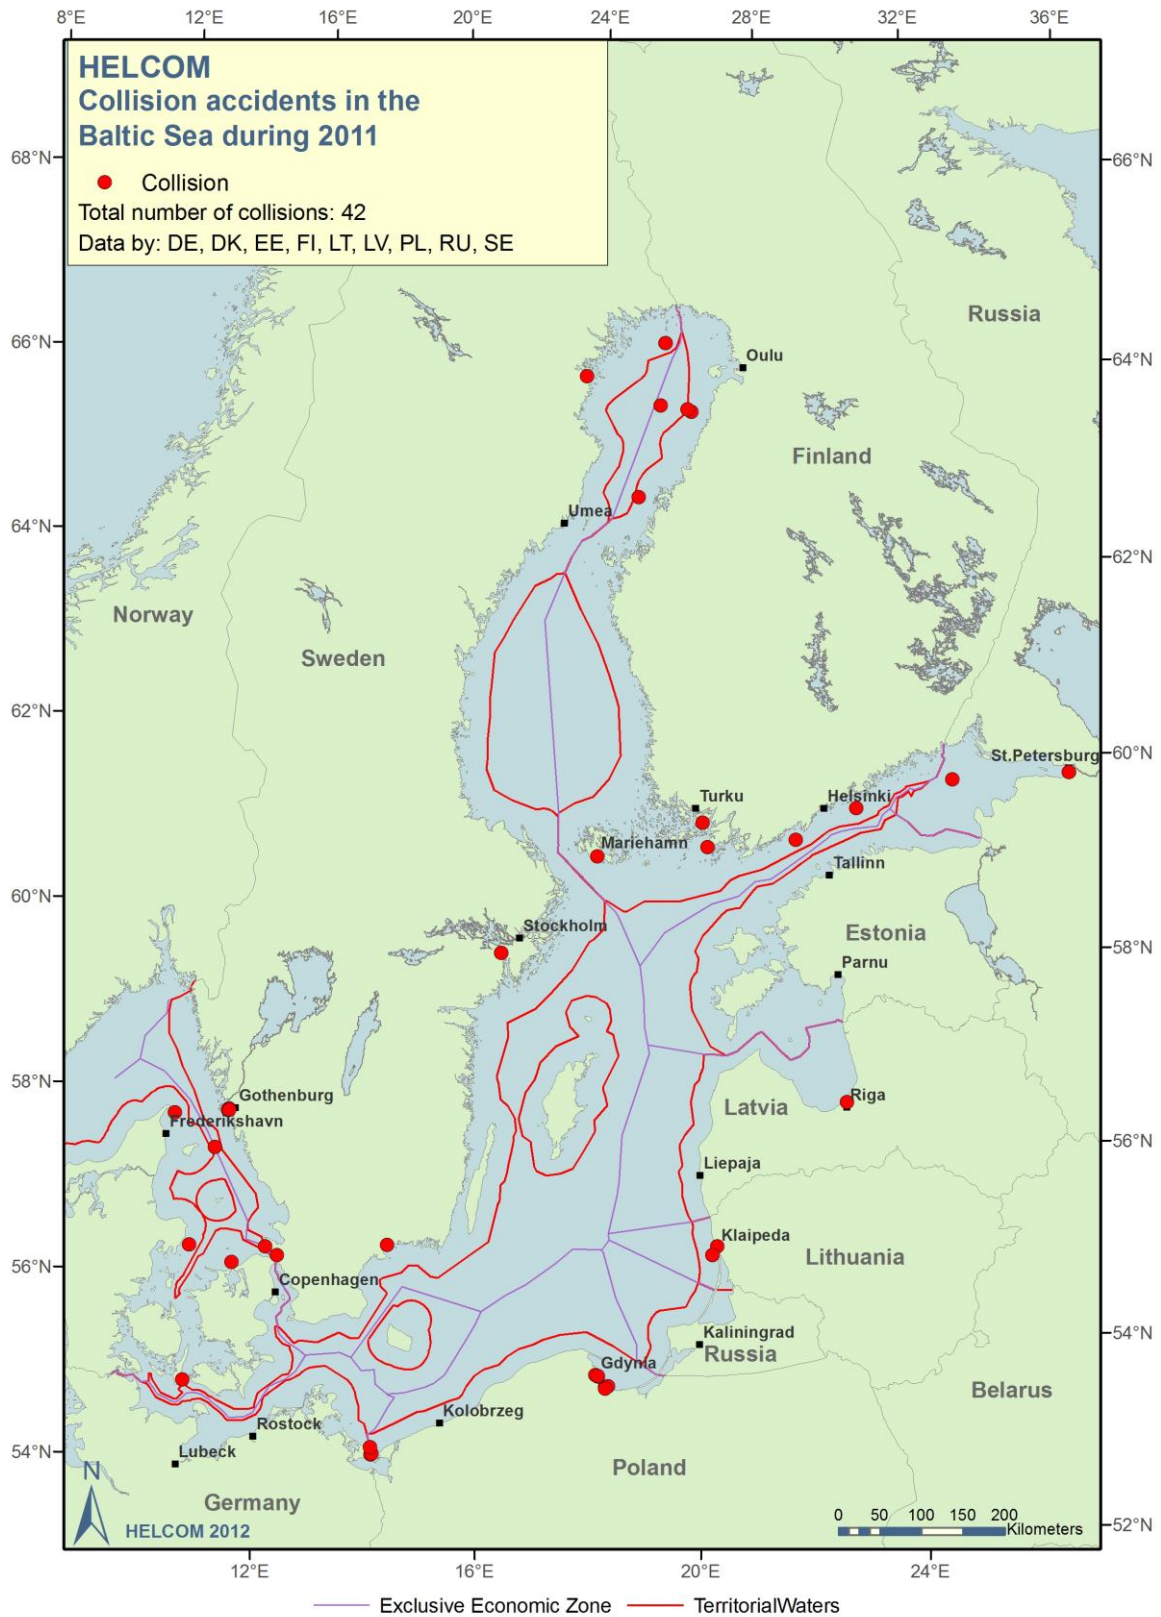 8°E 12°E 16°E 20°E 24°E 28°E 32°E 36°E
HELCOM
Collision accidents in the
Baltic Sea during 2011
Collision
Total number of collisions: 42
Data by: DE, DK, EE, FI, LT, LV, PL, RU, SE
68°N
66°N
Russia
66°N
Oulu
64°N
Finland
Umea
64°N
62°N
Norway
Sweden
62°N
60°N
St.Petersburg
Turku
Helsinki
Mariehamn
Tallinn
60°N
Stockholm
Estonia
58°N
Parnu
58°N
Gothenburg
Riga
Latvia
Frederikshavn
56°N
Liepaja
Klaipeda
Lithuania
56°N
Copenhagen
Kaliningrad
54°N
Russia
Gdynia
Belarus
Kolobrzeg
Rostock
54°N
Lubeck
Poland
N
Germany
0 50 100 150 200
Kilometers
HELCOM 2012
52°N
12°E 16°E 20°E 24°E
Exclusive Economic Zone TerritorialWaters